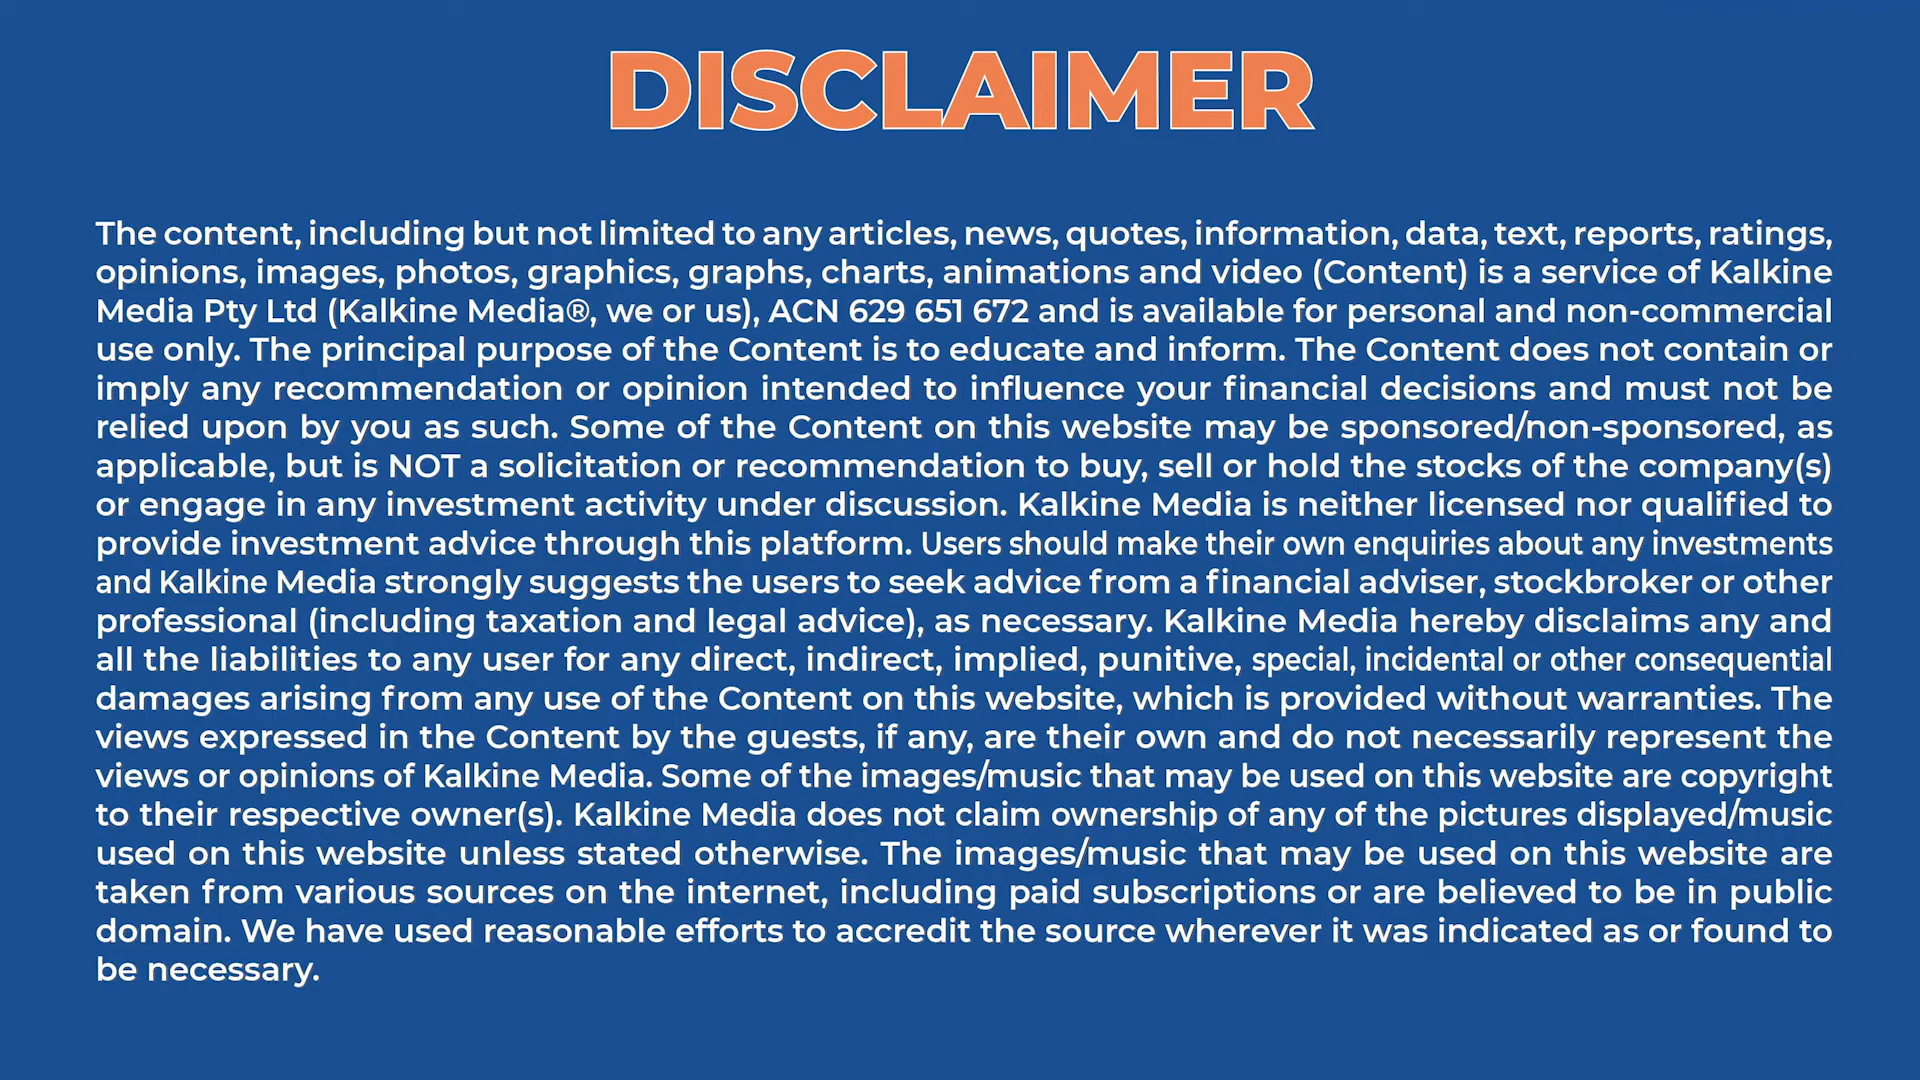 DISCLAIMER
The content, including but not limited to any articles, news, quotes, information, data, text, reports, ratings,
opinions, images, photos, graphics, graphs, charts, animations and video (Content) is a service of Kalkine
Media Pty Ltd (Kalkine Media®, we or us), ACN 629 651 672 and is available for personal and non-commercial
use only. The principal purpose of the Content is to educate and inform. The Content does not contain or
imply any recommendation or opinion intended to influence your financial decisions and must not be
relied upon by you as such. Some of the Content on this website may be sponsored/non-sponsored, as
applicable, but is NOT a solicitation or recommendation to buy, sell or hold the stocks of the company(s)
or engage in any investment activity under discussion. Kalkine Media is neither licensed nor qualified to
provide investment advice through this platform. Users should make their own enquiries about any investments
and Kalkine Media strongly suggests the users to seek advice from a financial adviser, stockbroker or other
professional (including taxation and legal advice), as necessary. Kalkine Media hereby disclaims any and
all the liabilities to any user for any direct, indirect, implied, punitive, special, incidental or other consequential
damages arising from any use of the Content on this website, which is provided without warranties. The
views expressed in the Content by the guests, if any, are their own and do not necessarily represent the
views or opinions of Kalkine Media. Some of the images/music that may be used on this website are copyright
to their respective owner(s). Kalkine Media does not claim ownership of any of the pictures displayed/music
used on this website unless stated otherwise. The images/music that may be used on this website are
taken from various sources on the internet, including paid subscriptions or are believed to be in public
domain. We have used reasonable efforts to accredit the source wherever it was indicated as or found to
be necessary.